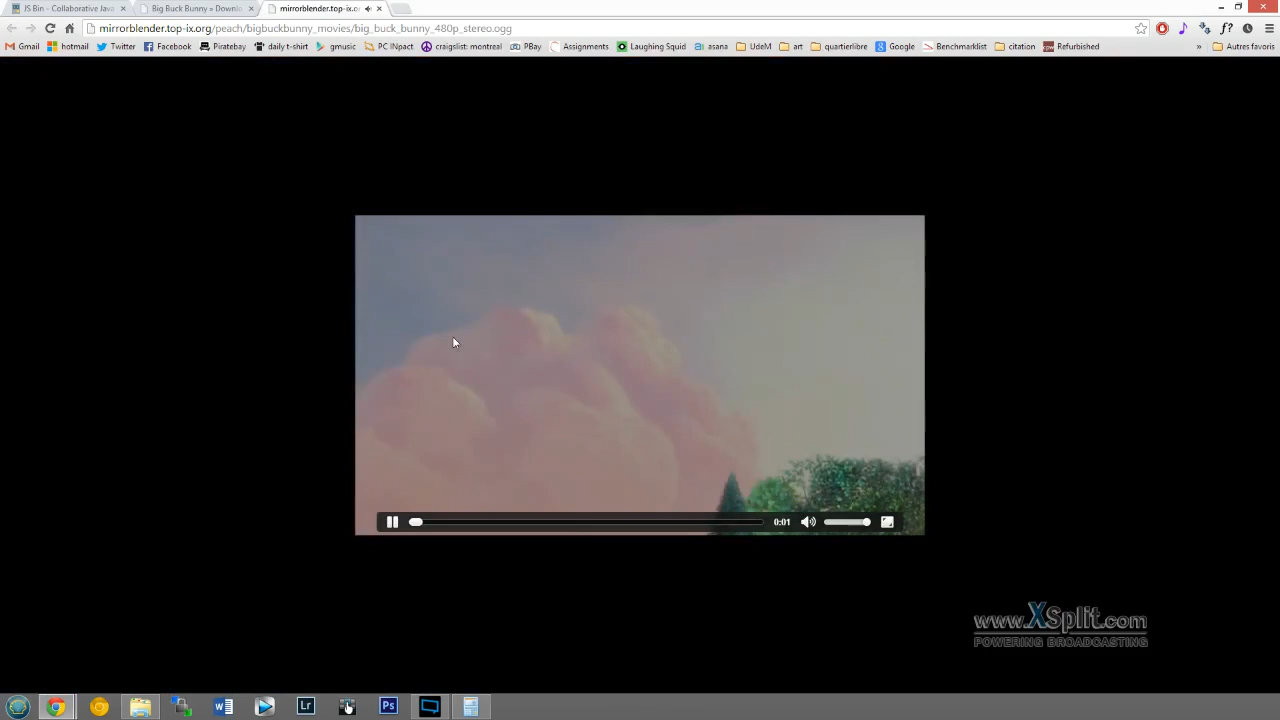 JS Bin - Collaborative Java
Big Buck Bunny » Downlo
mirrorblender.top-ix.o
mirrorblender.top-ix.org/peach/bigbuckbunny_movies/big_buck_bunny_480p_stereo.ogg
Gmail hotmail Twitter Facebook Piratebay daily t-shirt gmusic PC INpact craigslist: montreal PBay Assignments Laughing Squid asana UdeM art quartierlibre Google Benchmarklist citation Refurbished » Autres favoris
0:01
www.XSplit.com
POWERING BROADCASTING
W Lr Ps